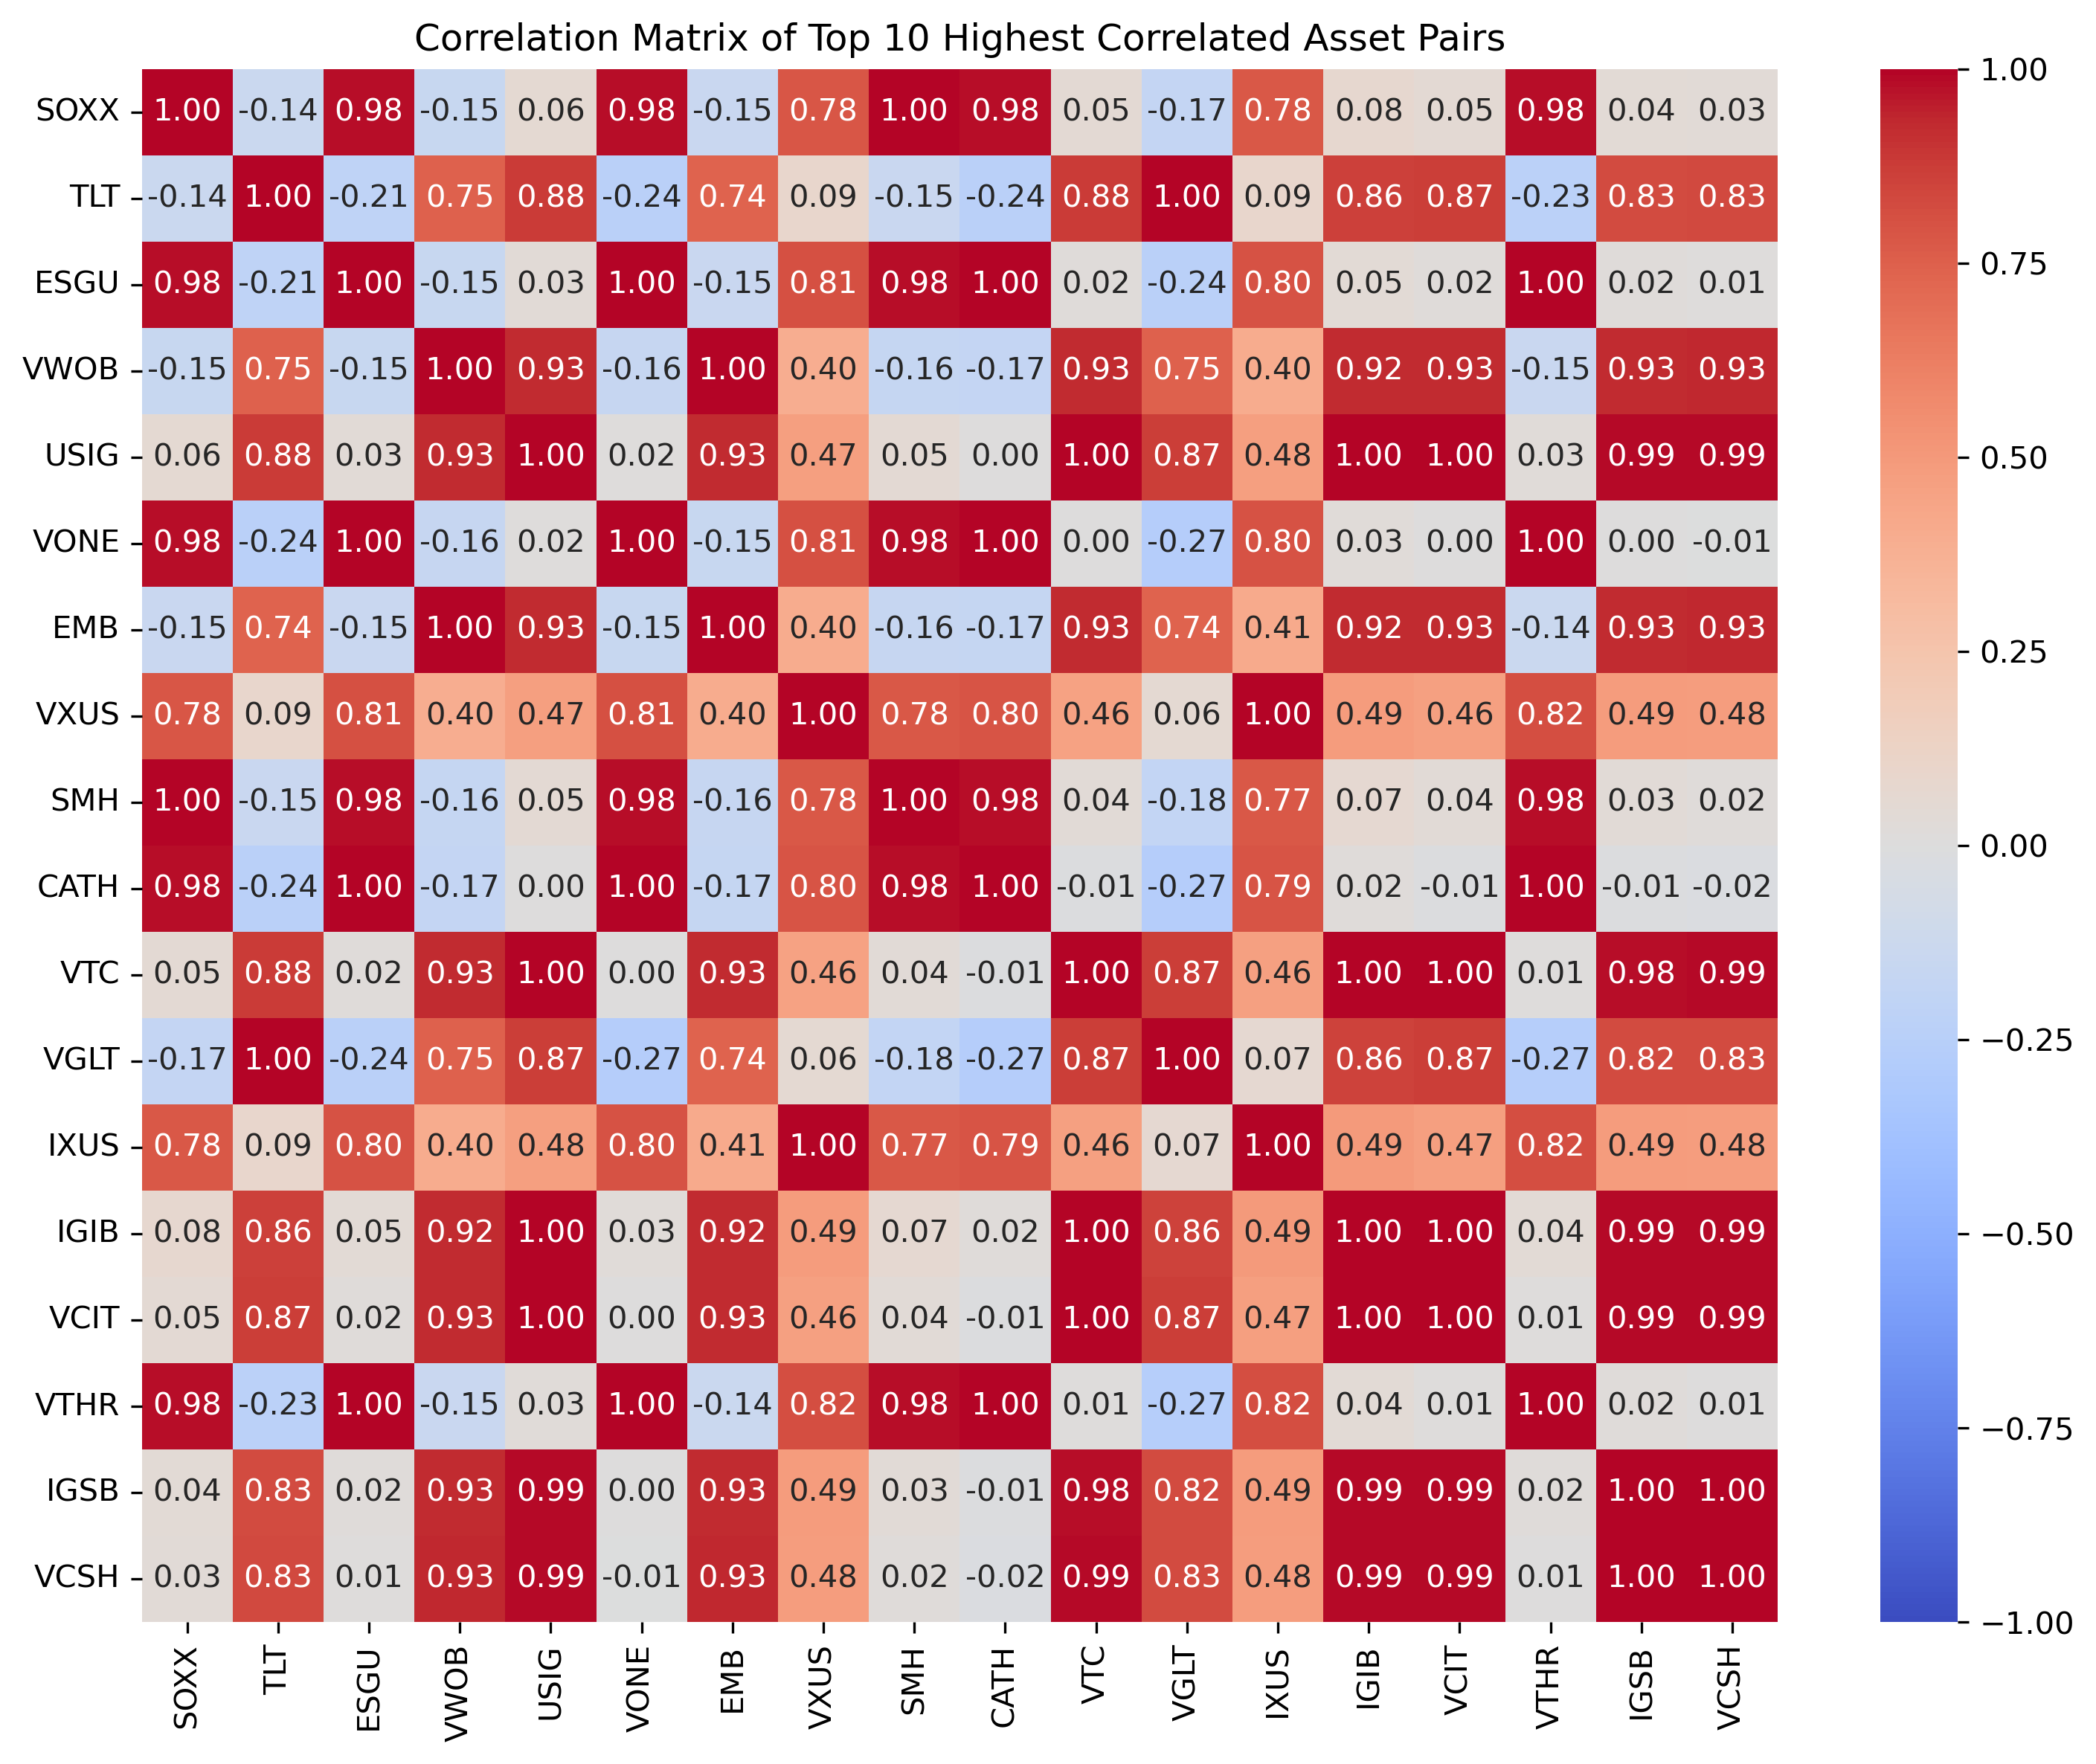 Correlation Matrix of Top 10 Highest Correlated Asset Pairs
SOXX 1.00 -0.14 0.98 -0.15 0.06 0.98 -0.15 0.78 1.00 0.98 0.05 -0.17 0.78 0.08 0.05 0.98 0.04 0.03
TLT -0.14 1.00 -0.21 0.75 0.88 -0.24 0.74 0.09 -0.15 -0.24 0.88 1.00 0.09 0.86 0.87 -0.23 0.83 0.83
ESGU 0.98 -0.21 1.00 -0.15 0.03 1.00 -0.15 0.81 0.98 1.00 0.02 -0.24 0.80 0.05 0.02 1.00 0.02 0.01
VWOB -0.15 0.75 -0.15 1.00 0.93 -0.16 1.00 0.40 -0.16 -0.17 0.93 0.75 0.40 0.92 0.93 -0.15 0.93 0.93
USIG 0.06 0.88 0.03 0.93 1.00 0.02 0.93 0.47 0.05 0.00 1.00 0.87 0.48 1.00 1.00 0.03 0.99 0.99
VONE 0.98 -0.24 1.00 -0.16 0.02 1.00 -0.15 0.81 0.98 1.00 0.00 -0.27 0.80 0.03 0.00 1.00 0.00 -0.01
EMB -0.15 0.74 -0.15 1.00 0.93 -0.15 1.00 0.40 -0.16 -0.17 0.93 0.74 0.41 0.92 0.93 -0.14 0.93 0.93
VXUS 0.78 0.09 0.81 0.40 0.47 0.81 0.40 1.00 0.78 0.80 0.46 0.06 1.00 0.49 0.46 0.82 0.49 0.48
SMH 1.00 -0.15 0.98 -0.16 0.05 0.98 -0.16 0.78 1.00 0.98 0.04 -0.18 0.77 0.07 0.04 0.98 0.03 0.02
CATH 0.98 -0.24 1.00 -0.17 0.00 1.00 -0.17 0.80 0.98 1.00 -0.01 -0.27 0.79 0.02 -0.01 1.00 -0.01 -0.02
VTC 0.05 0.88 0.02 0.93 1.00 0.00 0.93 0.46 0.04 -0.01 1.00 0.87 0.46 1.00 1.00 0.01 0.98 0.99
VGLT -0.17 1.00 -0.24 0.75 0.87 -0.27 0.74 0.06 -0.18 -0.27 0.87 1.00 0.07 0.86 0.87 -0.27 0.82 0.83
IXUS 0.78 0.09 0.80 0.40 0.48 0.80 0.41 1.00 0.77 0.79 0.46 0.07 1.00 0.49 0.47 0.82 0.49 0.48
IGIB 0.08 0.86 0.05 0.92 1.00 0.03 0.92 0.49 0.07 0.02 1.00 0.86 0.49 1.00 1.00 0.04 0.99 0.99
VCIT 0.05 0.87 0.02 0.93 1.00 0.00 0.93 0.46 0.04 -0.01 1.00 0.87 0.47 1.00 1.00 0.01 0.99 0.99
VTHR 0.98 -0.23 1.00 -0.15 0.03 1.00 -0.14 0.82 0.98 1.00 0.01 -0.27 0.82 0.04 0.01 1.00 0.02 0.01
IGSB 0.04 0.83 0.02 0.93 0.99 0.00 0.93 0.49 0.03 -0.01 0.98 0.82 0.49 0.99 0.99 0.02 1.00 1.00
VCSH 0.03 0.83 0.01 0.93 0.99 -0.01 0.93 0.48 0.02 -0.02 0.99 0.83 0.48 0.99 0.99 0.01 1.00 1.00
SOXX TLT ESGU VWOB USIG VONE EMB VXUS SMH CATH VTC VGLT IXUS IGIB VCIT VTHR IGSB VCSH
1.00
0.75
0.50
0.25
0.00
−0.25
−0.50
−0.75
−1.00